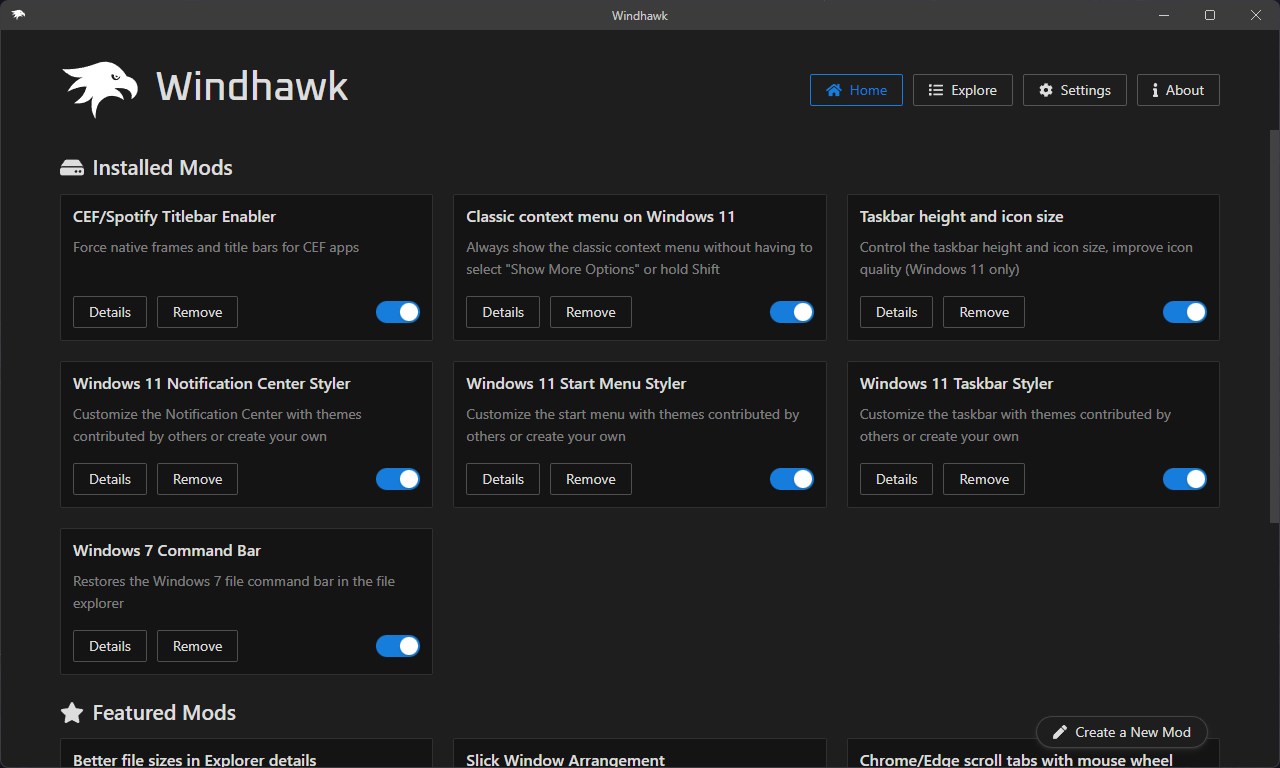 Windhawk
Windhawk
Home
Explore
Settings
About
Installed Mods
CEF/Spotify Titlebar Enabler
Force native frames and title bars for CEF apps
Details
Remove
Classic context menu on Windows 11
Always show the classic context menu without having to
select "Show More Options" or hold Shift
Details
Remove
Taskbar height and icon size
Control the taskbar height and icon size, improve icon
quality (Windows 11 only)
Details
Remove
Windows 11 Notification Center Styler
Customize the Notification Center with themes
contributed by others or create your own
Details
Remove
Windows 11 Start Menu Styler
Customize the start menu with themes contributed by
others or create your own
Details
Remove
Windows 11 Taskbar Styler
Customize the taskbar with themes contributed by
others or create your own
Details
Remove
Windows 7 Command Bar
Restores the Windows 7 file command bar in the file
explorer
Details
Remove
Featured Mods
Create a New Mod
Better file sizes in Explorer details
Slick Window Arrangement
Chrome/Edge scroll tabs with mouse wheel